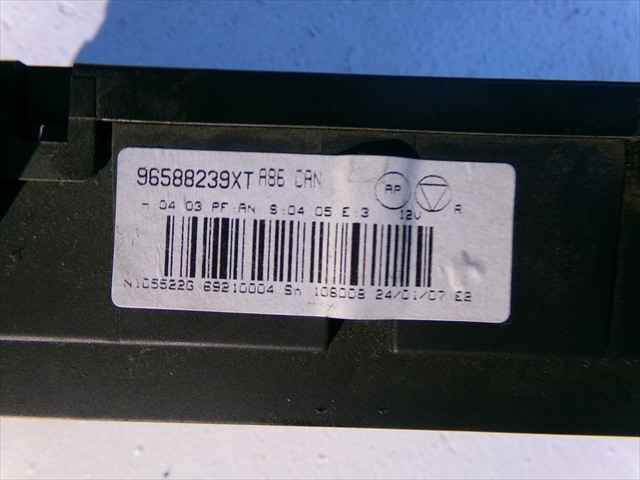 96588239XT A86 CAN AP
H:04 03 PF:AN S:04 05 E:3 12V R
N105522G 69210004 Sn 106008 24/01/07 E2